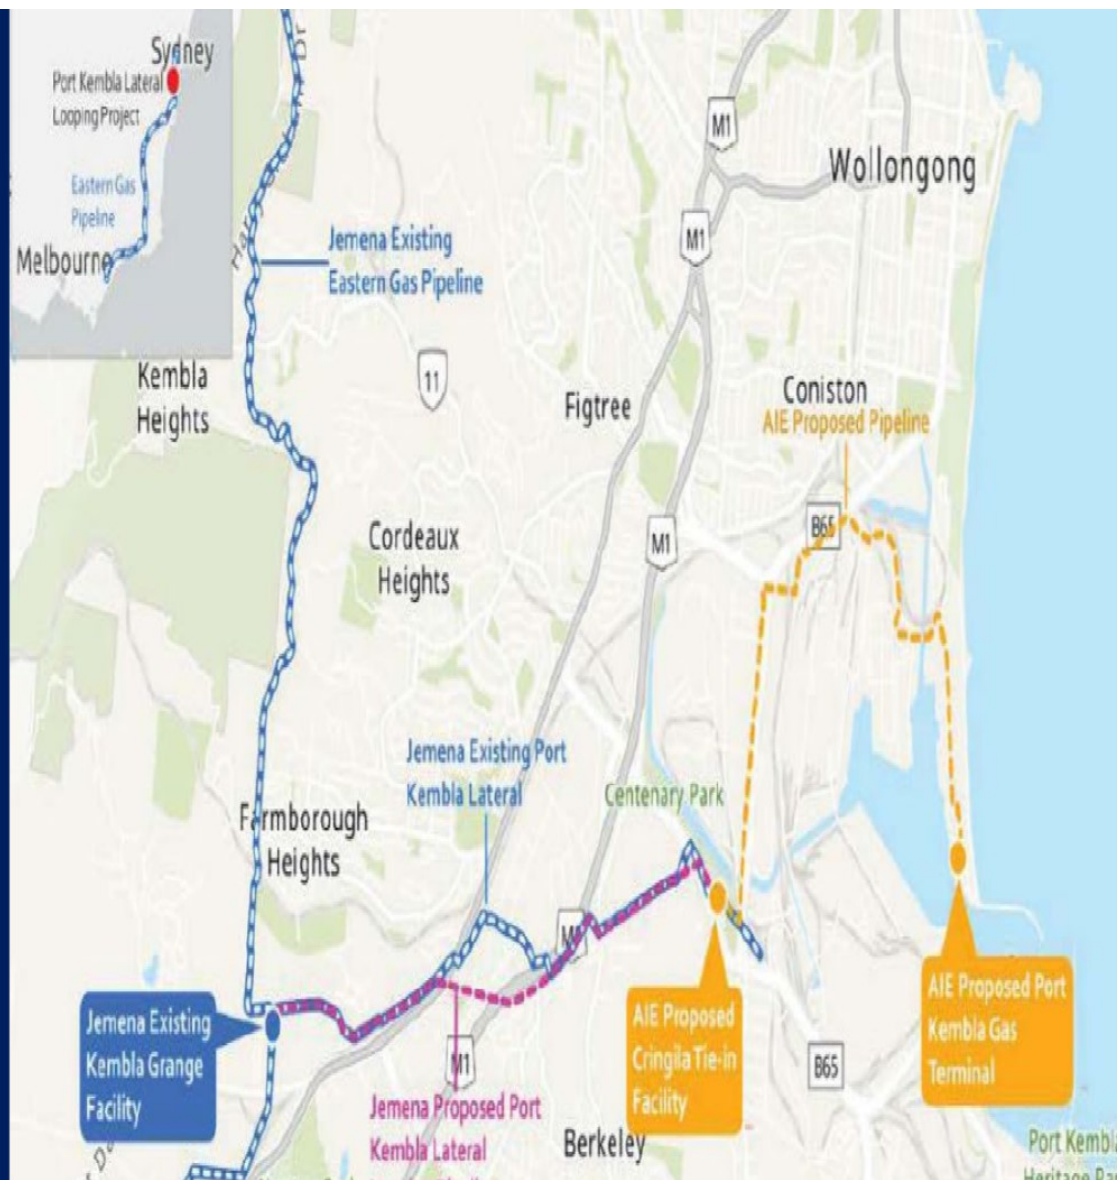 Sydney
Port Kembla Lateral
Looping Project
Eastern Gas
Pipeline
Melbourne
Dr
M1
Wollongong
M1
Jemena Existing
Eastern Gas Pipeline
Kembla
Heights
11
Figtree
Coniston
AIE Proposed Pipeline
B65
M1
Cordeaux
Heights
Jemena Existing Port
Kembla Lateral
Centenary Park
Farmborough
Heights
Jemena Existing
Kembla Grange
Facility
M1
Jemena Proposed Port
Kembla Lateral
AIE Proposed
Cringila Tie-in
Facility
AIE Proposed Port
Kembla Gas
Terminal
B65
Berkeley
Port Kembla